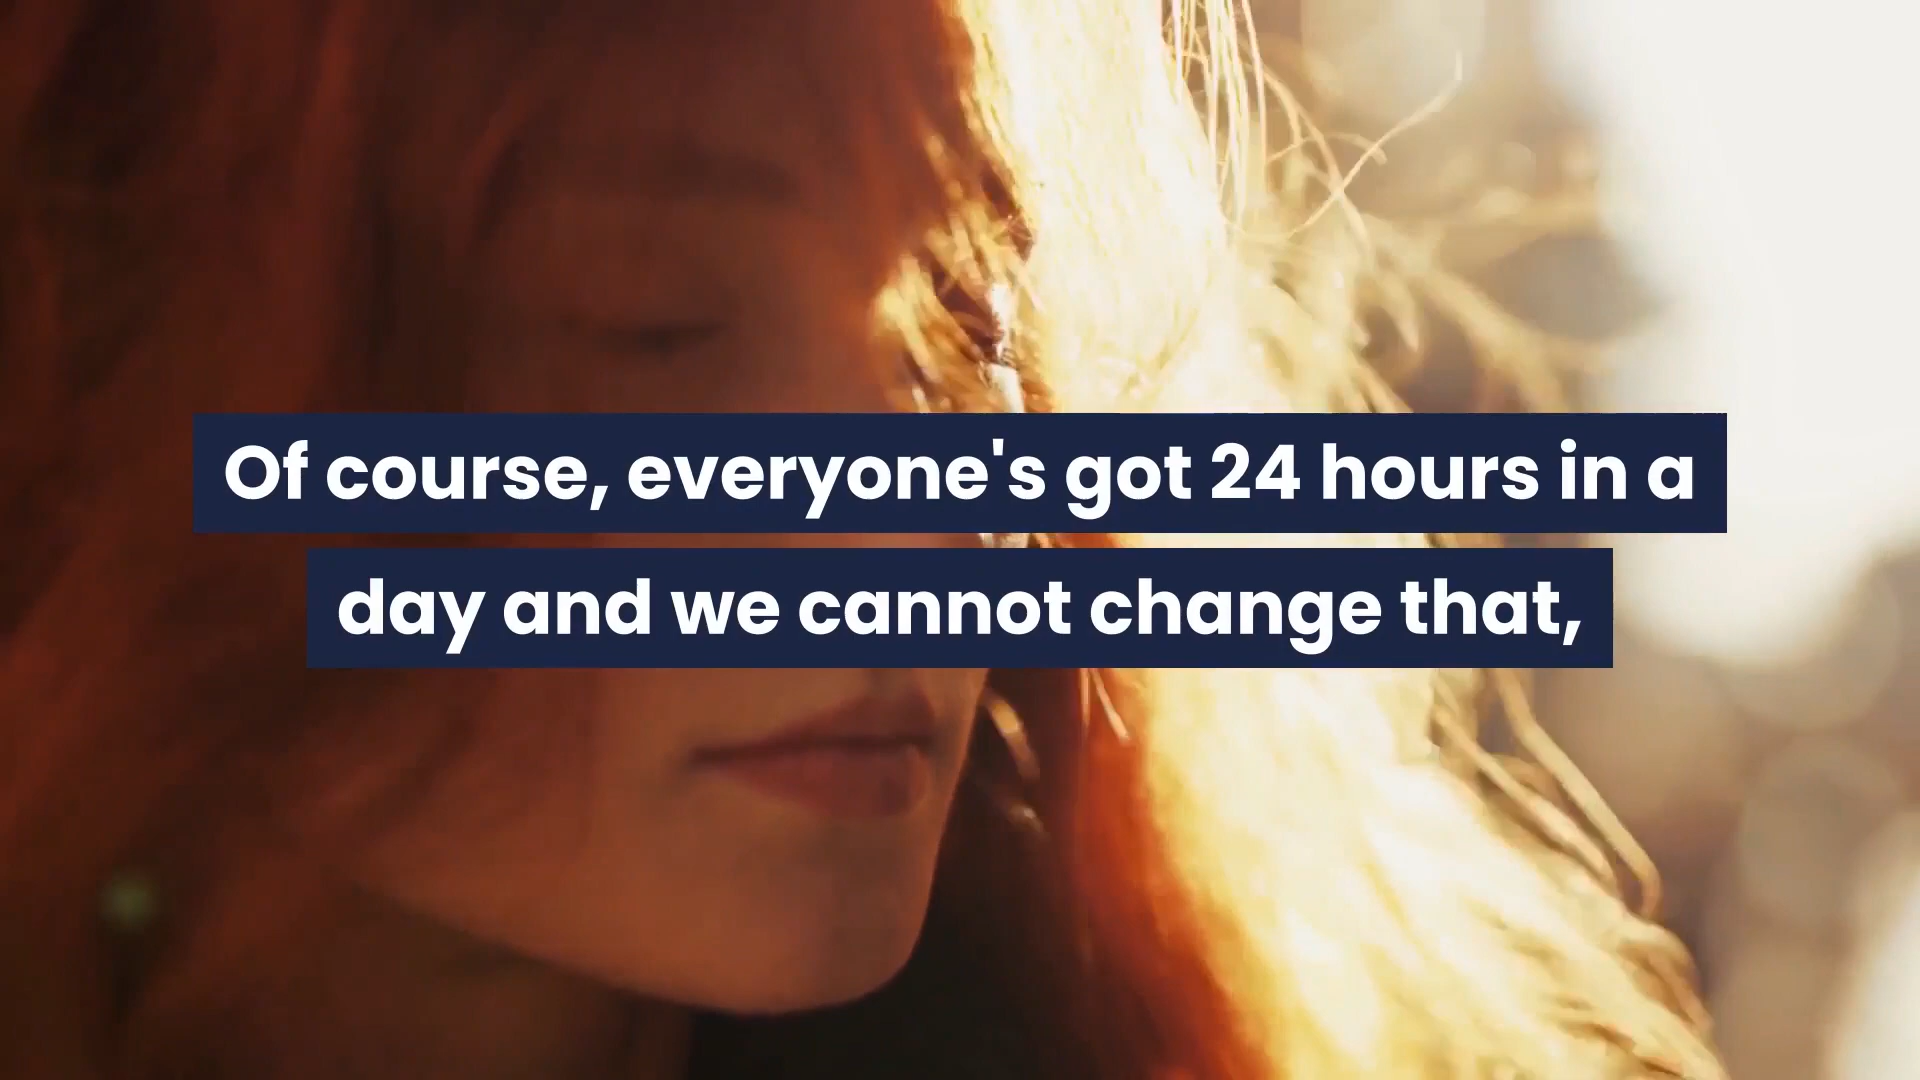 Of course, everyone's got 24 hours in a
day and we cannot change that,